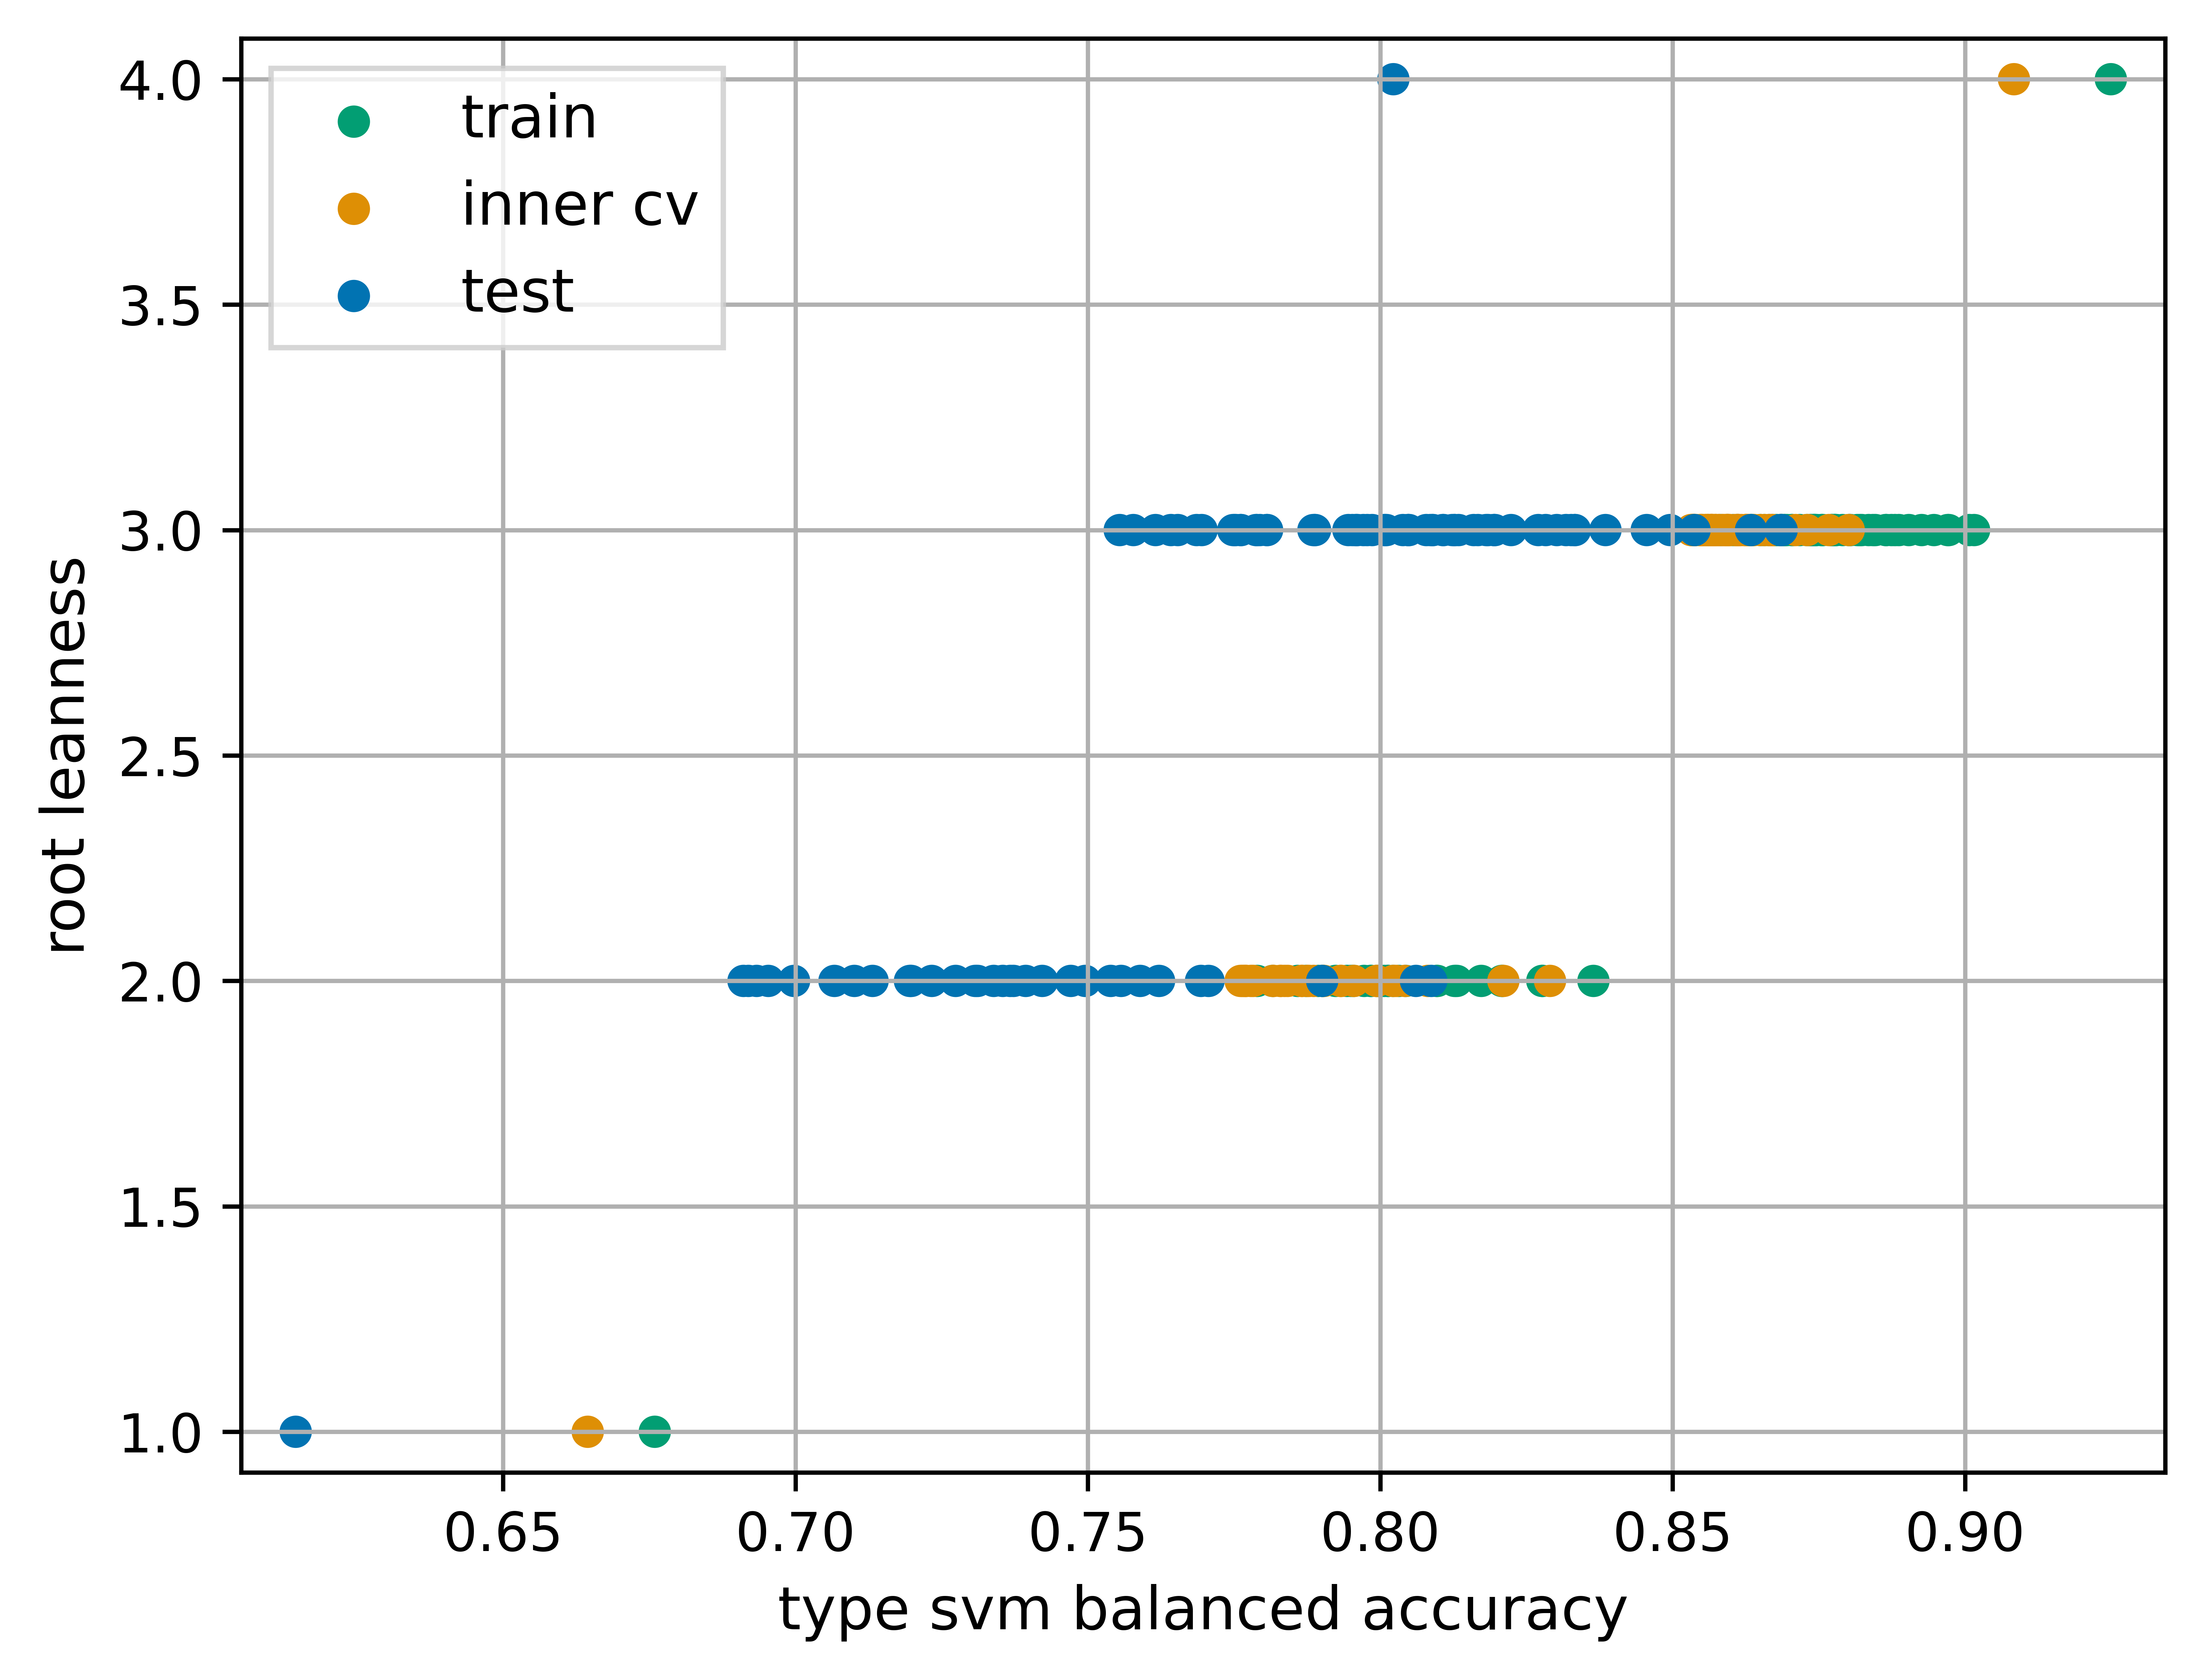 4.0
3.5
3.0
2.5
2.0
1.5
1.0
root leanness
train
inner cv
test
0.65 0.70 0.75 0.80 0.85 0.90
type svm balanced accuracy